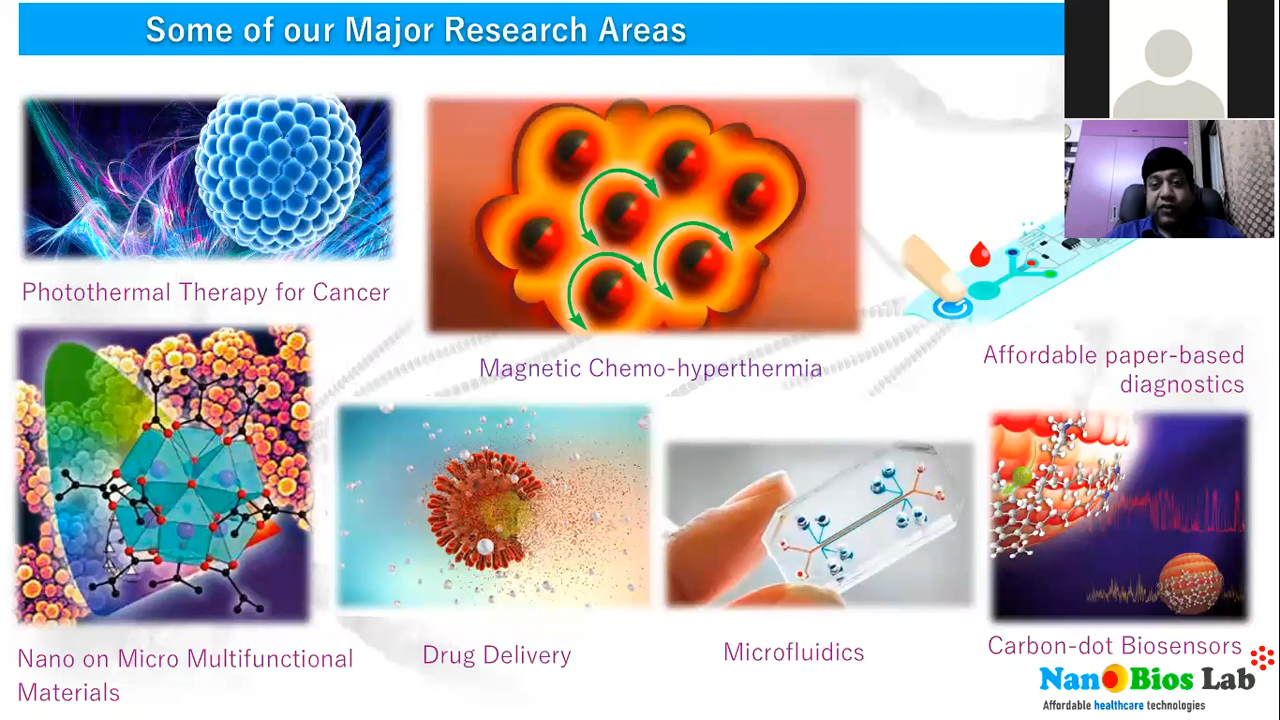 Some of our Major Research Areas
Photothermal Therapy for Cancer
Magnetic Chemo-hyperthermia
Affordable paper-based
diagnostics
Nano on Micro Multifunctional
Materials
Drug Delivery
Microfluidics
Carbon-dot Biosensors
NanoBios Lab
Affordable healthcare technologies